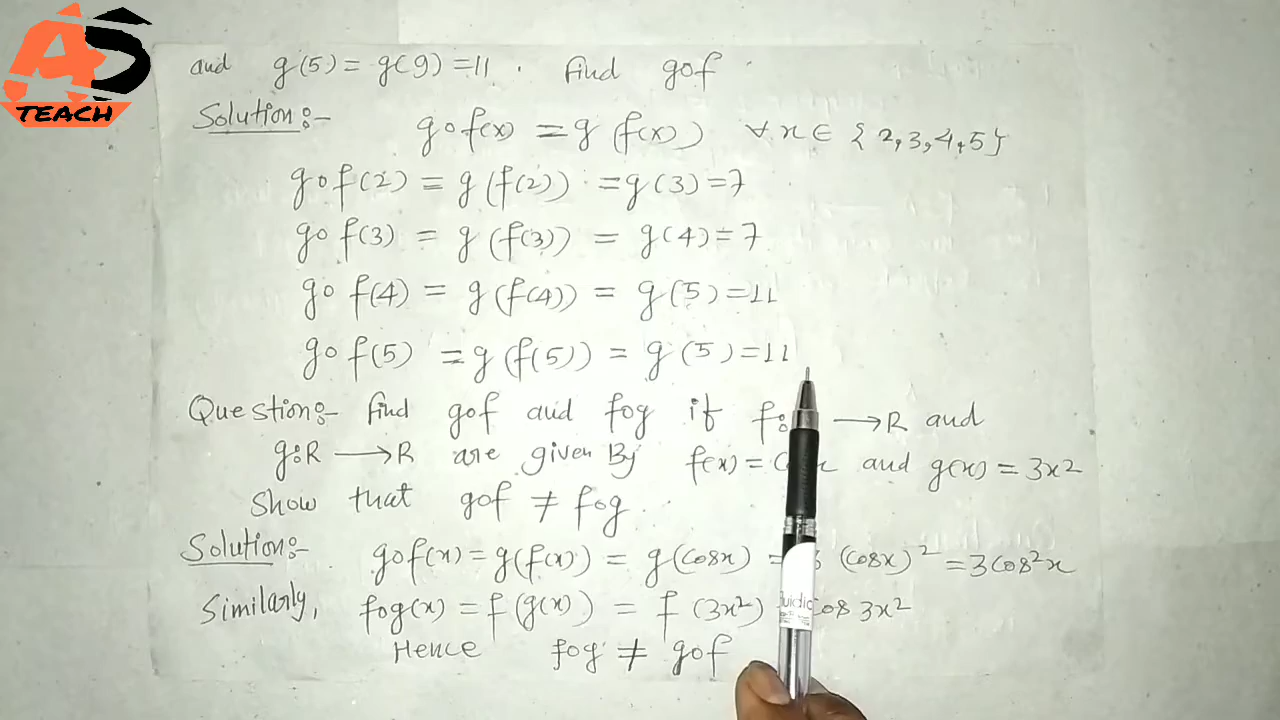 AS
TEACH
and g(5) = g(9) = 11 . Find gof
Solution:- gof(x) = g(f(x)) ∀ x ∈ {2,3,4,5}
gof(2) = g(f(2)) = g(3) = 7
gof(3) = g(f(3)) = g(4) = 7
gof(4) = g(f(4)) = g(5) = 11
gof(5) = g(f(5)) = g(5) = 11
Question:- Find gof and fog if f: → R and
g:R → R are given By f(x) = and g(x) = 3x2
Show that gof ≠ fog .
Solution:- gof(x) = g(f(x)) = g(cosx) = (cosx)² = 3cos²x
Similarly, fog(x) = f(g(x)) = f(3x²) cos 3x²
Hence fog ≠ gof